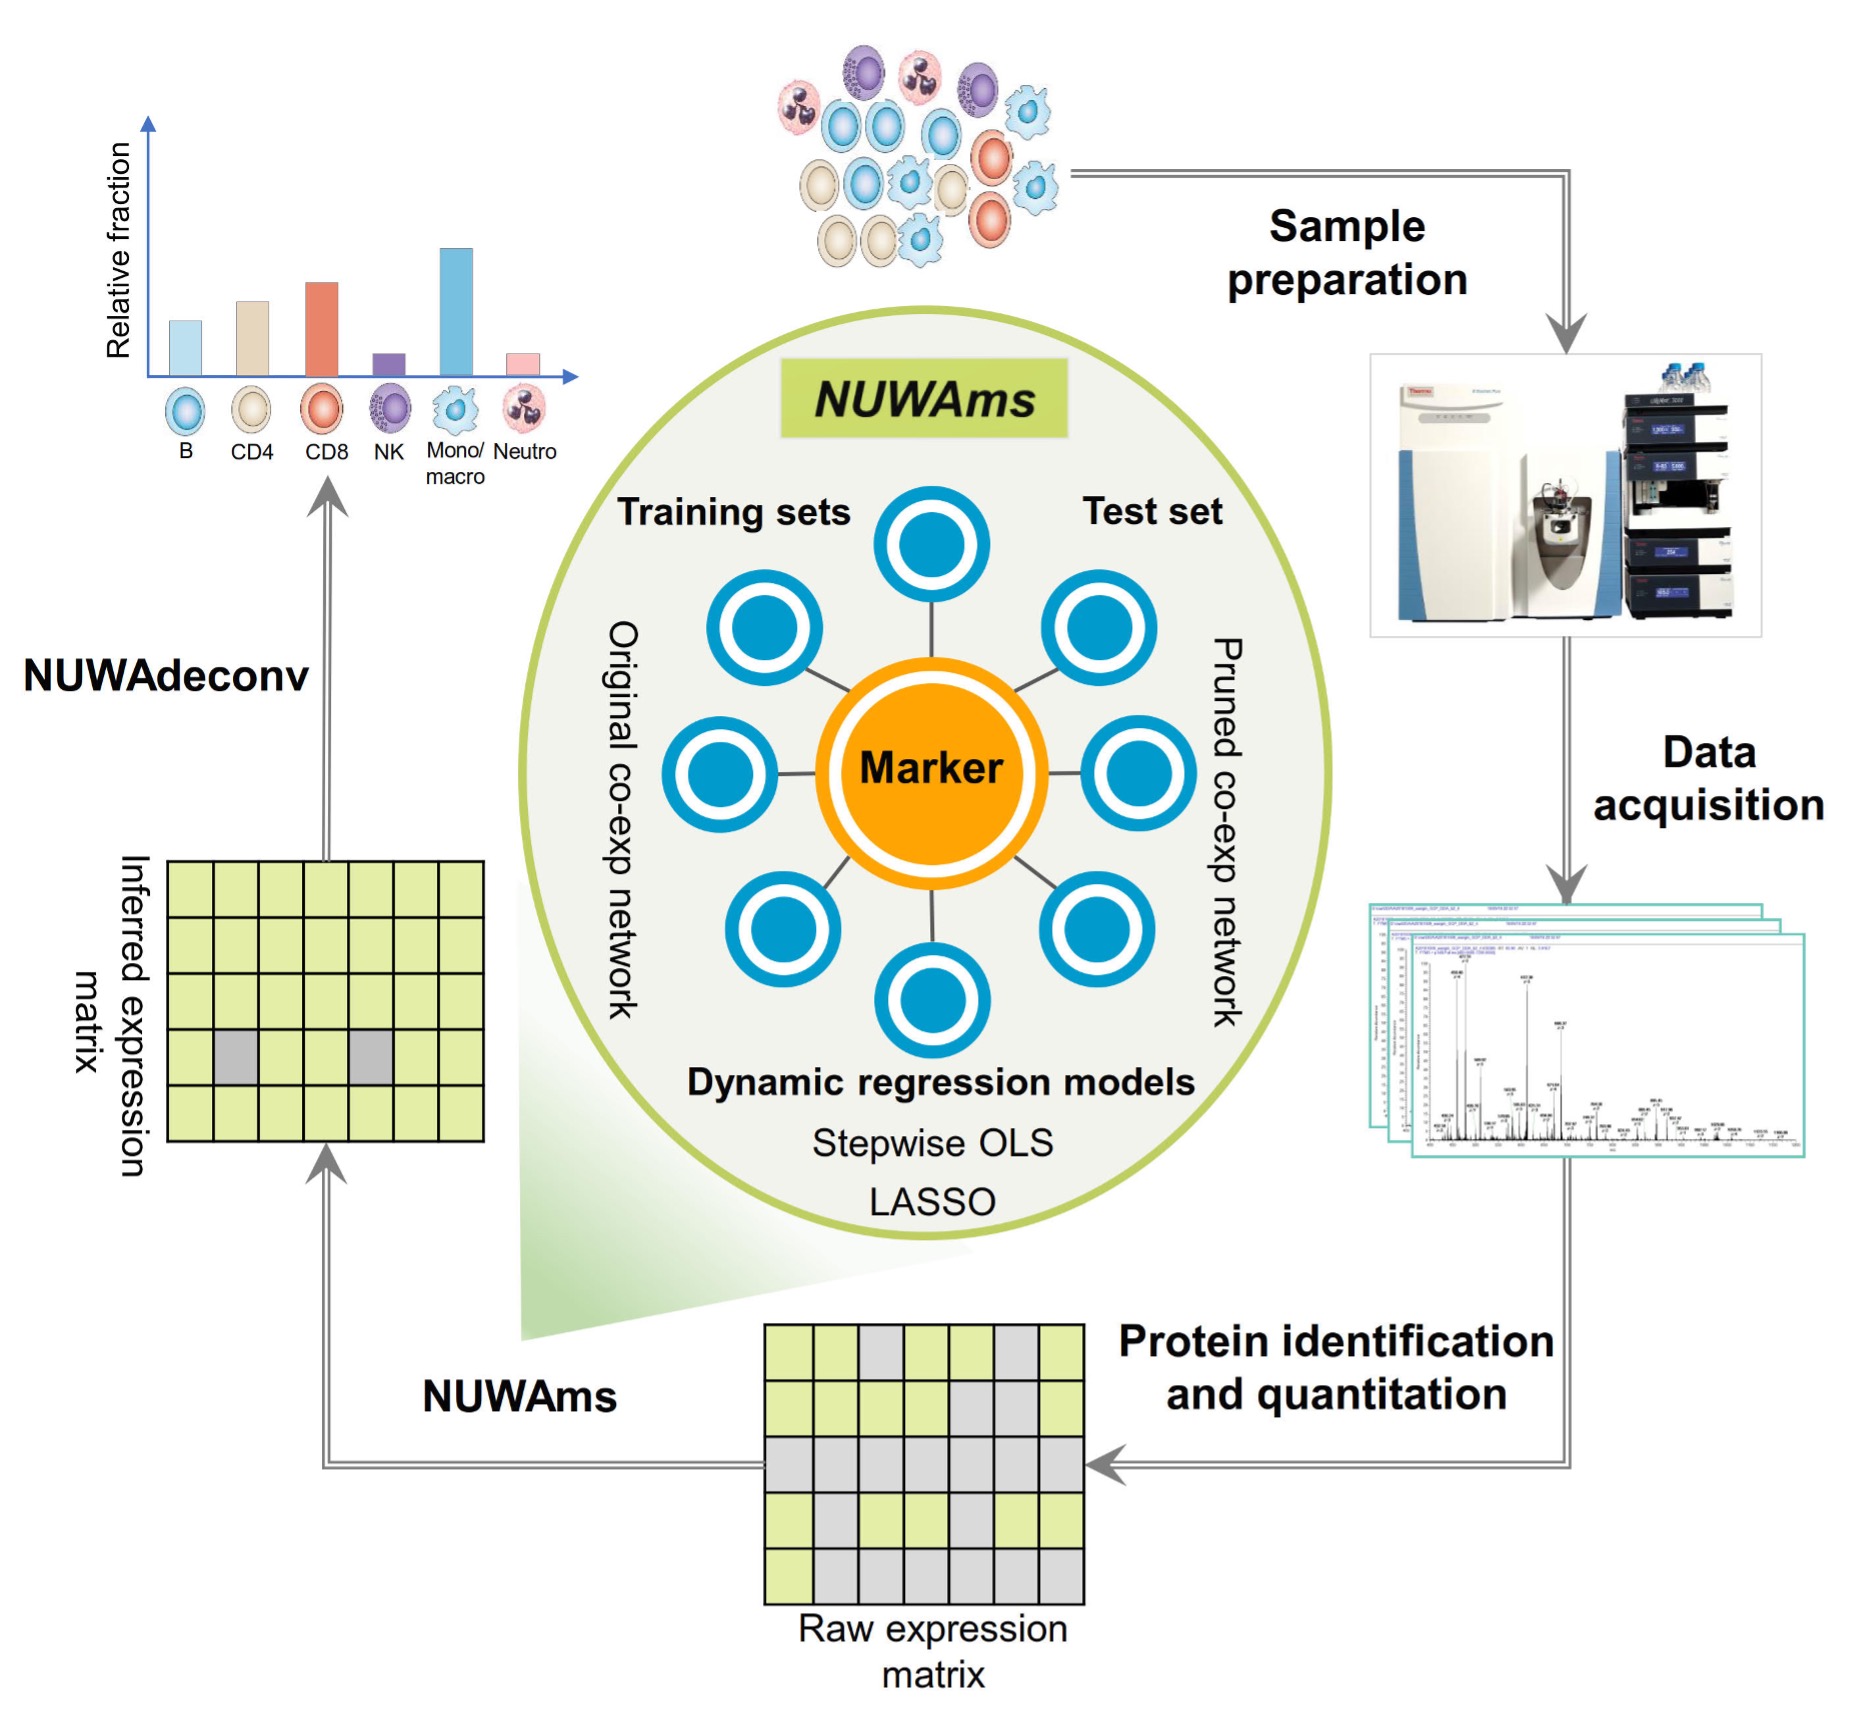 Relative fraction
B
CD4
CD8
NK
Mono/
macro
Neutro
Sample
preparation
NUWAms
Training sets
Test set
Original co-exp network
Pruned co-exp network
Marker
Dynamic regression models
Stepwise OLS
LASSO
Data
acquisition
NUWAdeconv
Inferred expression
matrix
Protein identification
and quantitation
NUWAms
Raw expression
matrix